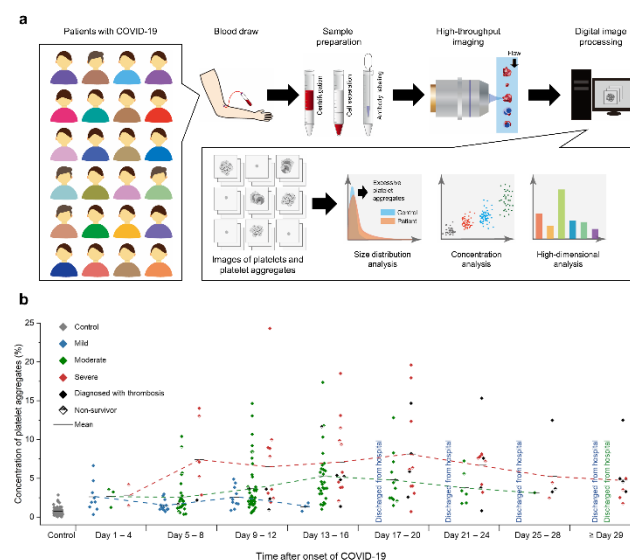 a
Patients with COVID-19
Blood draw
Sample
preparation
High-throughput
imaging
Digital image
processing
Centrifugation
Cell separation
Antibody labeling
Flow
Images of platelets and
platelet aggregates
Excessive
platelet
aggregates
Control
Patient
Size distribution
analysis
Concentration
analysis
High-dimensional
analysis
b
Concentration of platelet aggregates (%)
25
20
15
10
5
0
Control
Mild
Moderate
Severe
Diagnosed with thrombosis
Non-survivor
Mean
Discharged from hospital
Discharged from hospital
Discharged from hospital
Discharged from hospital
Discharged from hospital
Control
Day 1 – 4
Day 5 – 8
Day 9 – 12
Day 13 – 16
Day 17 – 20
Day 21 – 24
Day 25 – 28
≥ Day 29
Time after onset of COVID-19